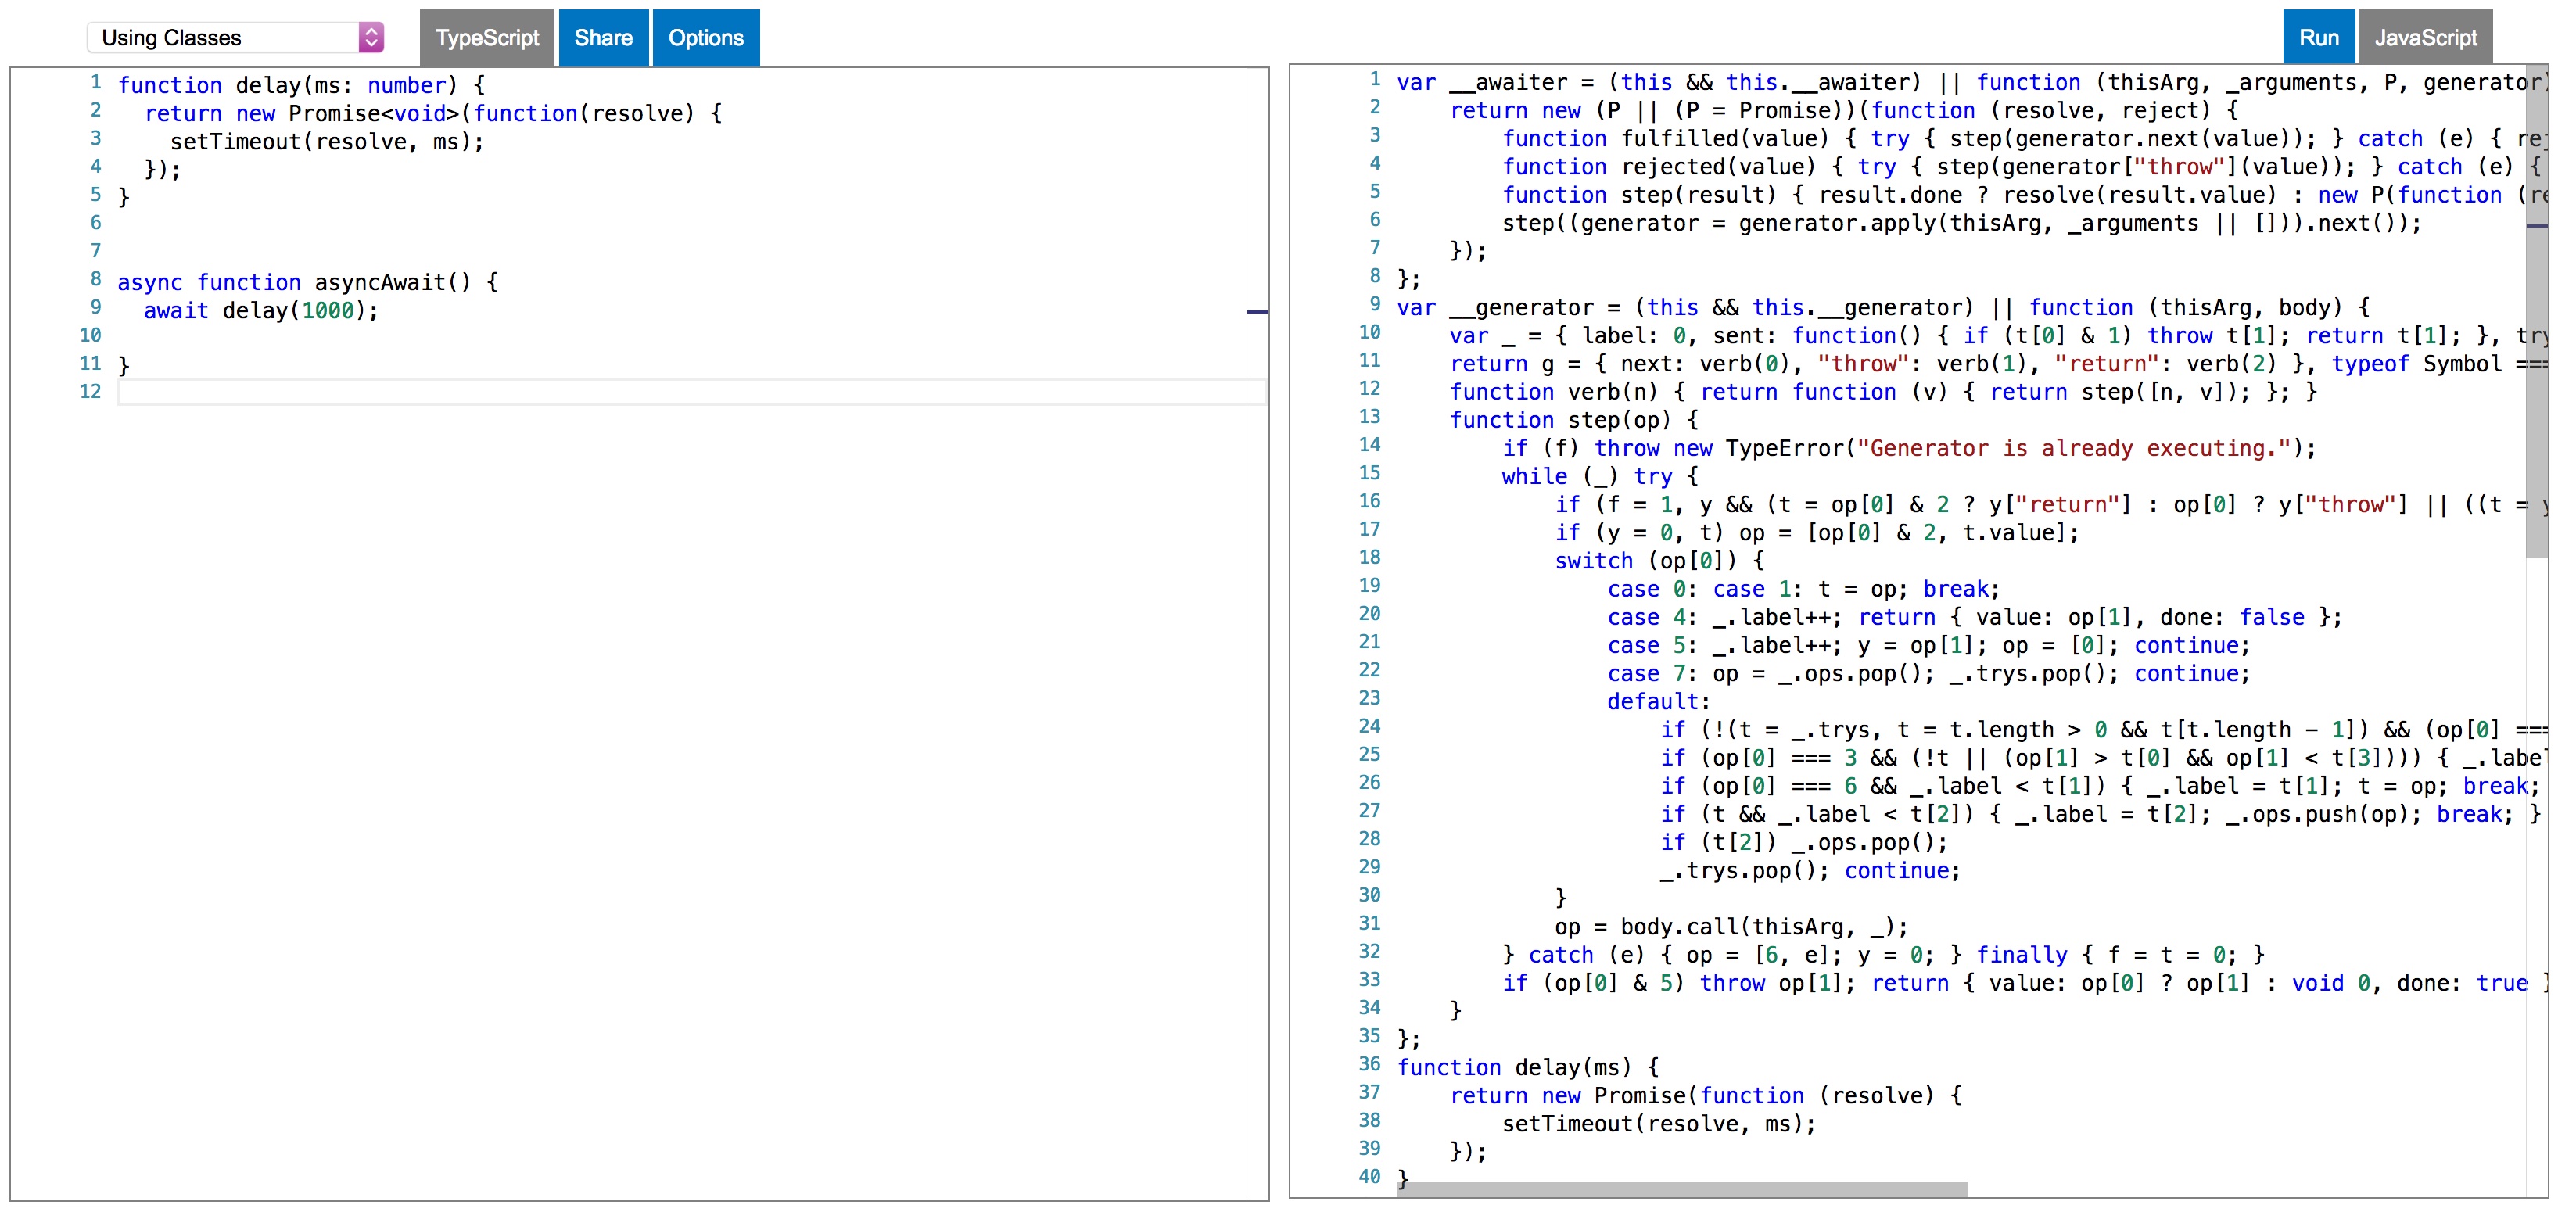 Using Classes TypeScript Share Options
1 function delay(ms: number) {
2 return new Promise<void>(function(resolve) {
3 setTimeout(resolve, ms);
4 });
5 }
6
7
8 async function asyncAwait() {
9 await delay(1000);
10
11 }
12
Run JavaScript
1 var __awaiter = (this && this.__awaiter) || function (thisArg, _arguments, P, generator)
2 return new (P || (P = Promise))(function (resolve, reject) {
3 function fulfilled(value) { try { step(generator.next(value)); } catch (e) {
4 function rejected(value) { try { step(generator["throw"](value)); } catch (e) {
5 function step(result) { result.done ? resolve(result.value) : new P(function (
6 step((generator = generator.apply(thisArg, _arguments || [])).next());
7 });
8 };
9 var __generator = (this && this.__generator) || function (thisArg, body) {
10 var _ = { label: 0, sent: function() { if (t[0] & 1) throw t[1]; return t[1]; }, try
11 return g = { next: verb(0), "throw": verb(1), "return": verb(2) }, typeof Symbol ===
12 function verb(n) { return function (v) { return step([n, v]); }; }
13 function step(op) {
14 if (f) throw new TypeError("Generator is already executing.");
15 while (_) try {
16 if (f = 1, y && (t = op[0] & 2 ? y["return"] : op[0] ? y["throw"] || ((t = y
17 if (y = 0, t) op = [op[0] & 2, t.value];
18 switch (op[0]) {
19 case 0: case 1: t = op; break;
20 case 4: _.label++; return { value: op[1], done: false };
21 case 5: _.label++; y = op[1]; op = [0]; continue;
22 case 7: op = _.ops.pop(); _.trys.pop(); continue;
23 default:
24 if (!(t = _.trys, t = t.length > 0 && t[t.length - 1]) && (op[0] ===
25 if (op[0] === 3 && (!t || (op[1] > t[0] && op[1] < t[3]))) { _.label
26 if (op[0] === 6 && _.label < t[1]) { _.label = t[1]; t = op; break;
27 if (t && _.label < t[2]) { _.label = t[2]; _.ops.push(op); break; }
28 if (t[2]) _.ops.pop();
29 _.trys.pop(); continue;
30 }
31 op = body.call(thisArg, _);
32 } catch (e) { op = [6, e]; y = 0; } finally { f = t = 0; }
33 if (op[0] & 5) throw op[1]; return { value: op[0] ? op[1] : void 0, done: true }
34 }
35 };
36 function delay(ms) {
37 return new Promise(function (resolve) {
38 setTimeout(resolve, ms);
39 });
40 }